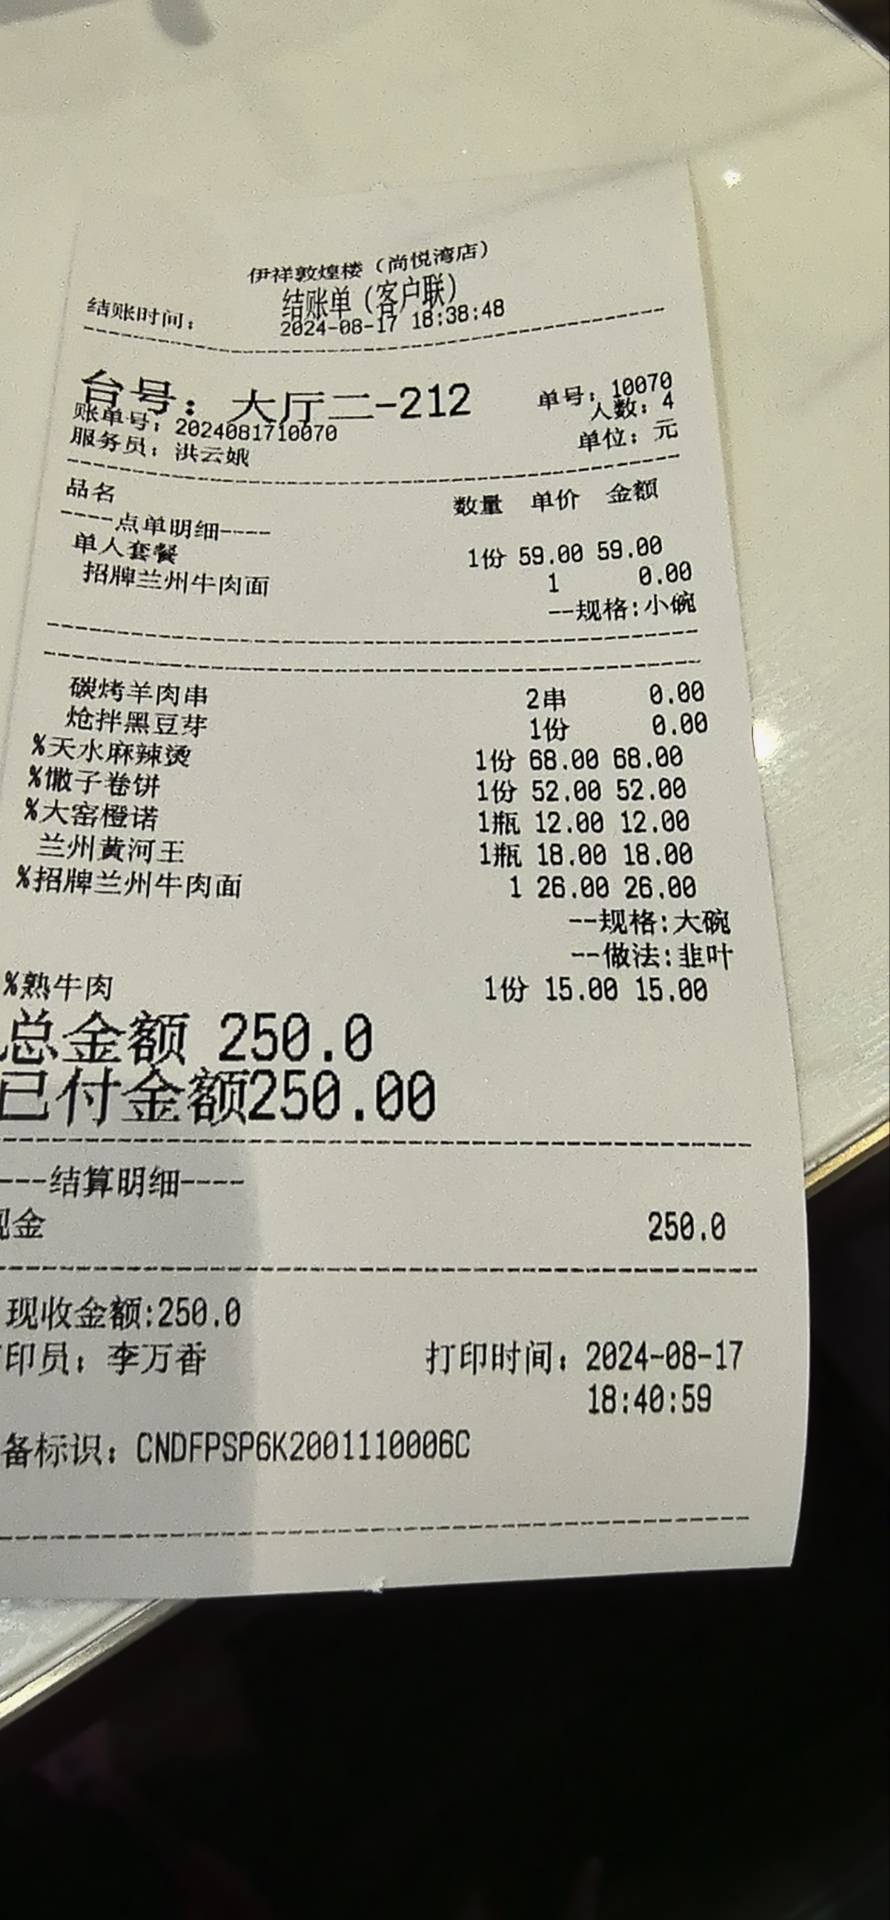 伊祥敦煌楼（尚悦湾店）
结账单（客户联）
结账时间： 2024-08-17 18:38:48
台号：大厅二-212 单号：10070
账单号：2024081710070 人数：4
服务员：洪云娥 单位：元
品名 数量 单价 金额
----点单明细----
单人套餐 1份 59.00 59.00
招牌兰州牛肉面 1 0.00
--规格:小碗
碳烤羊肉串 2串 0.00
炝拌黑豆芽 1份 0.00
%天水麻辣烫 1份 68.00 68.00
%馓子卷饼 1份 52.00 52.00
%大窑橙诺 1瓶 12.00 12.00
兰州黄河王 1瓶 18.00 18.00
%招牌兰州牛肉面 1 26.00 26.00
--规格:大碗
--做法:韭叶
%熟牛肉 1份 15.00 15.00
总金额 250.0
已付金额250.00
---结算明细----
现金 250.0
现收金额:250.0
印员：李万香 打印时间：2024-08-17
18:40:59
备标识：CNDFPSP6K2001110006C